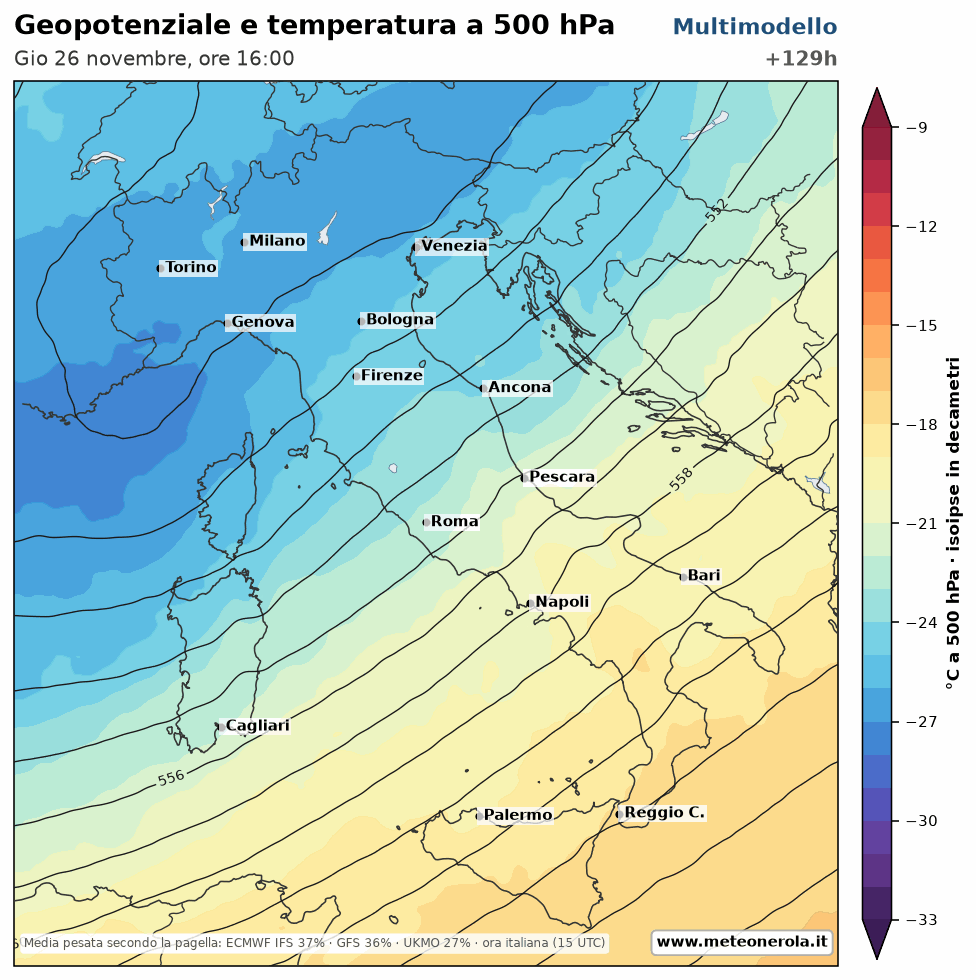 Geopotenziale e temperatura a 500 hPa
Multimodello
Gio 26 novembre, ore 16:00
+129h
552
Milano
Venezia
Torino
Bologna
Genova
Firenze
Ancona
Pescara
558
Roma
Bari
Napoli
Cagliari
556
Palermo
Reggio C.
Media pesata secondo la pagella: ECMWF IFS 37% · GFS 36% · UKMO 27% · ora italiana (15 UTC)
www.meteonerola.it
−9
−12
−15
−18
−21
−24
−27
−30
−33
°C a 500 hPa · isoipse in decametri